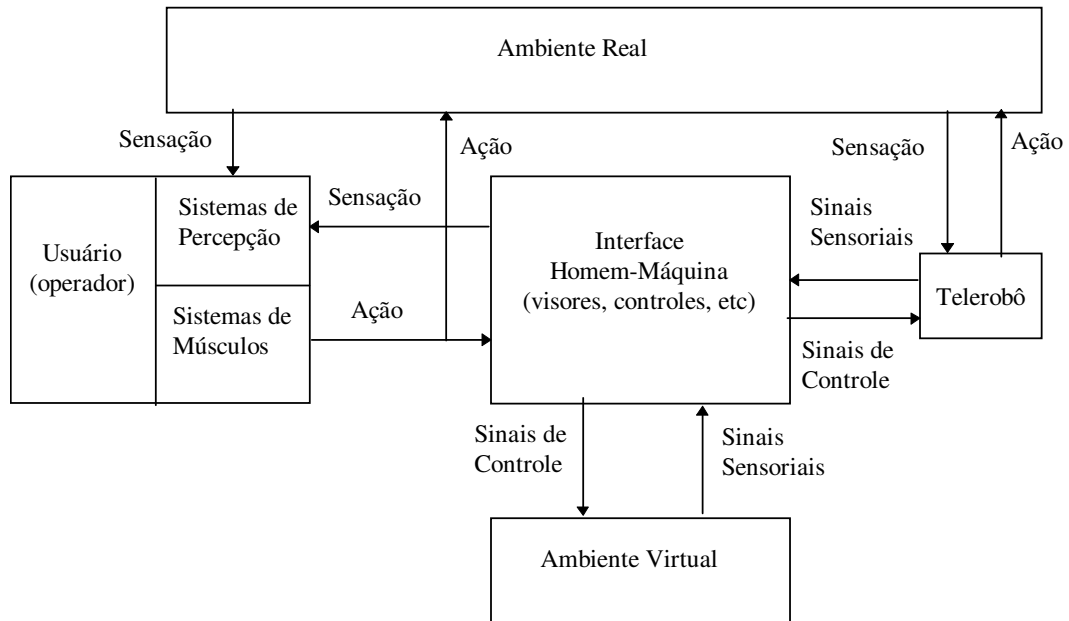 Ambiente Real
Sensação
Ação
Sensação
Ação
Usuário
(operador)
Sistemas de
Percepção
Sensação
Interface
Homem-Máquina
(visores, controles, etc)
Sinais
Sensoriais
Telerobô
Sistemas de
Músculos
Ação
Sinais de
Controle
Sinais de
Controle
Sinais
Sensoriais
Ambiente Virtual